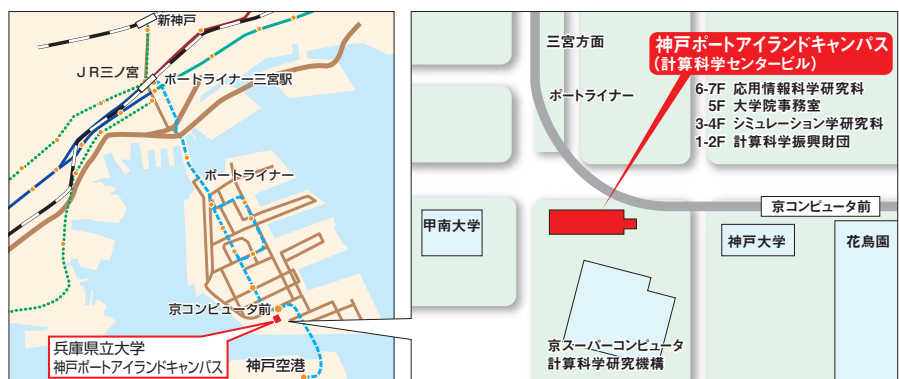 新神戸
JR三ノ宮
ポートライナー三宮駅
ポートライナー
京コンピュータ前
兵庫県立大学
神戸ポートアイランドキャンパス
神戸空港
三宮方面
ポートライナー
神戸ポートアイランドキャンパス
(計算科学センタービル)
6-7F 応用情報科学研究科
5F 大学院事務室
3-4F シミュレーション学研究科
1-2F 計算科学振興財団
京コンピュータ前
甲南大学
神戸大学
花鳥園
京スーパーコンピュータ
計算科学研究機構